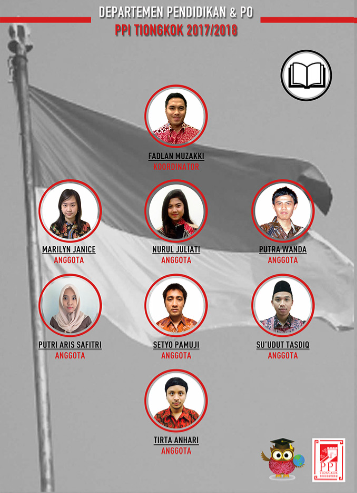 DEPARTEMEN PENDIDIKAN & PO
PPI TIONGKOK 2017/2018
FADLAN MUZAKKI
KOORDINATOR
MARILYN JANICE
ANGGOTA
NURUL JULIATI
ANGGOTA
PUTRA WANDA
ANGGOTA
PUTRI ARIS SAFITRI
ANGGOTA
SETYO PAMUJI
ANGGOTA
SU'UDUT TASDIQ
ANGGOTA
TIRTA ANHARI
ANGGOTA
PPI